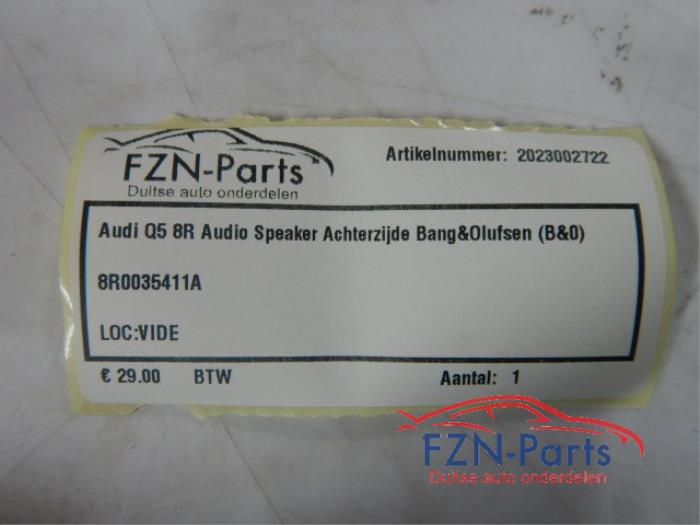 FZN-Parts
Duitse auto onderdelen
Artikelnummer: 2023002722
Audi Q5 8R Audio Speaker Achterzijde Bang&Olufsen (B&O)
8R0035411A
LOC:VIDE
€ 29.00 BTW Aantal: 1
FZN-Parts
Duitse auto onderdelen